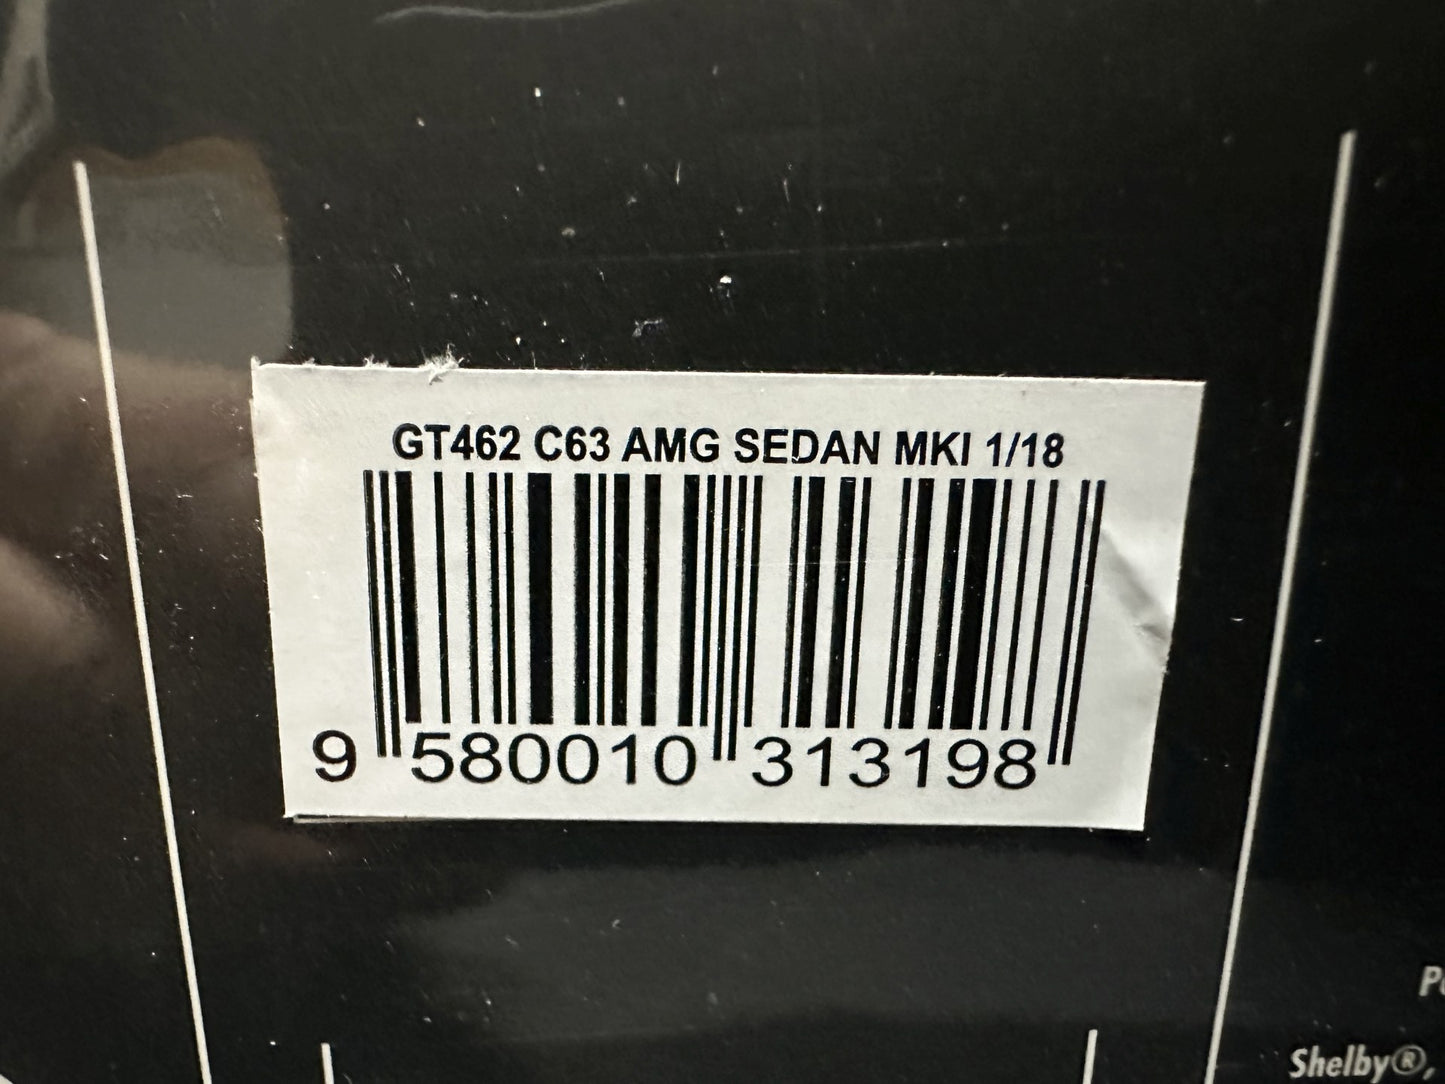 GT462 C63 AMG SEDAN MKI 1/18
9 580010 313198
Shelby®,